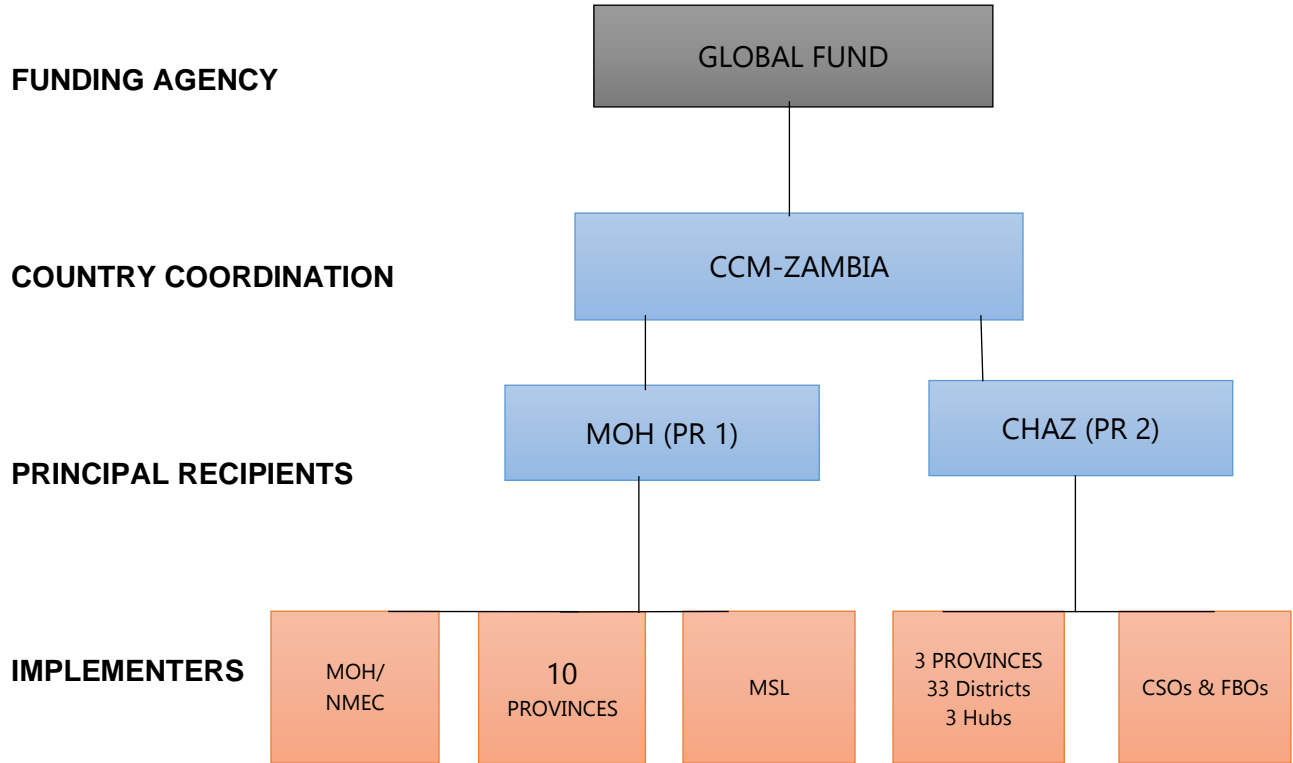 FUNDING AGENCY
GLOBAL FUND
COUNTRY COORDINATION
CCM-ZAMBIA
PRINCIPAL RECIPIENTS
MOH (PR 1)
CHAZ (PR 2)
IMPLEMENTERS
MOH/
NMEC
10
PROVINCES
MSL
3 PROVINCES
33 Districts
3 Hubs
CSOs & FBOs